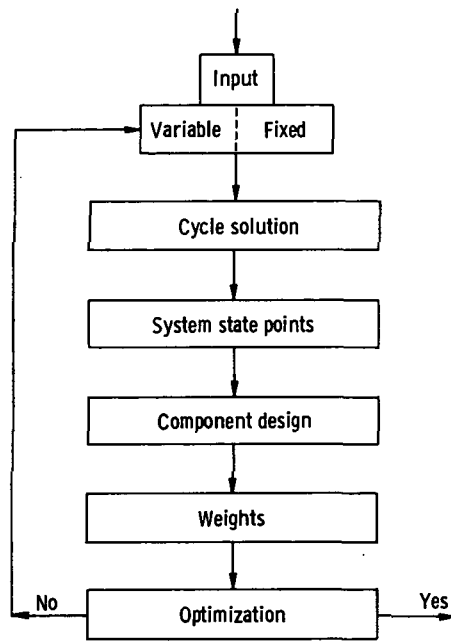 Input
Variable Fixed
Cycle solution
System state points
Component design
Weights
No Optimization Yes